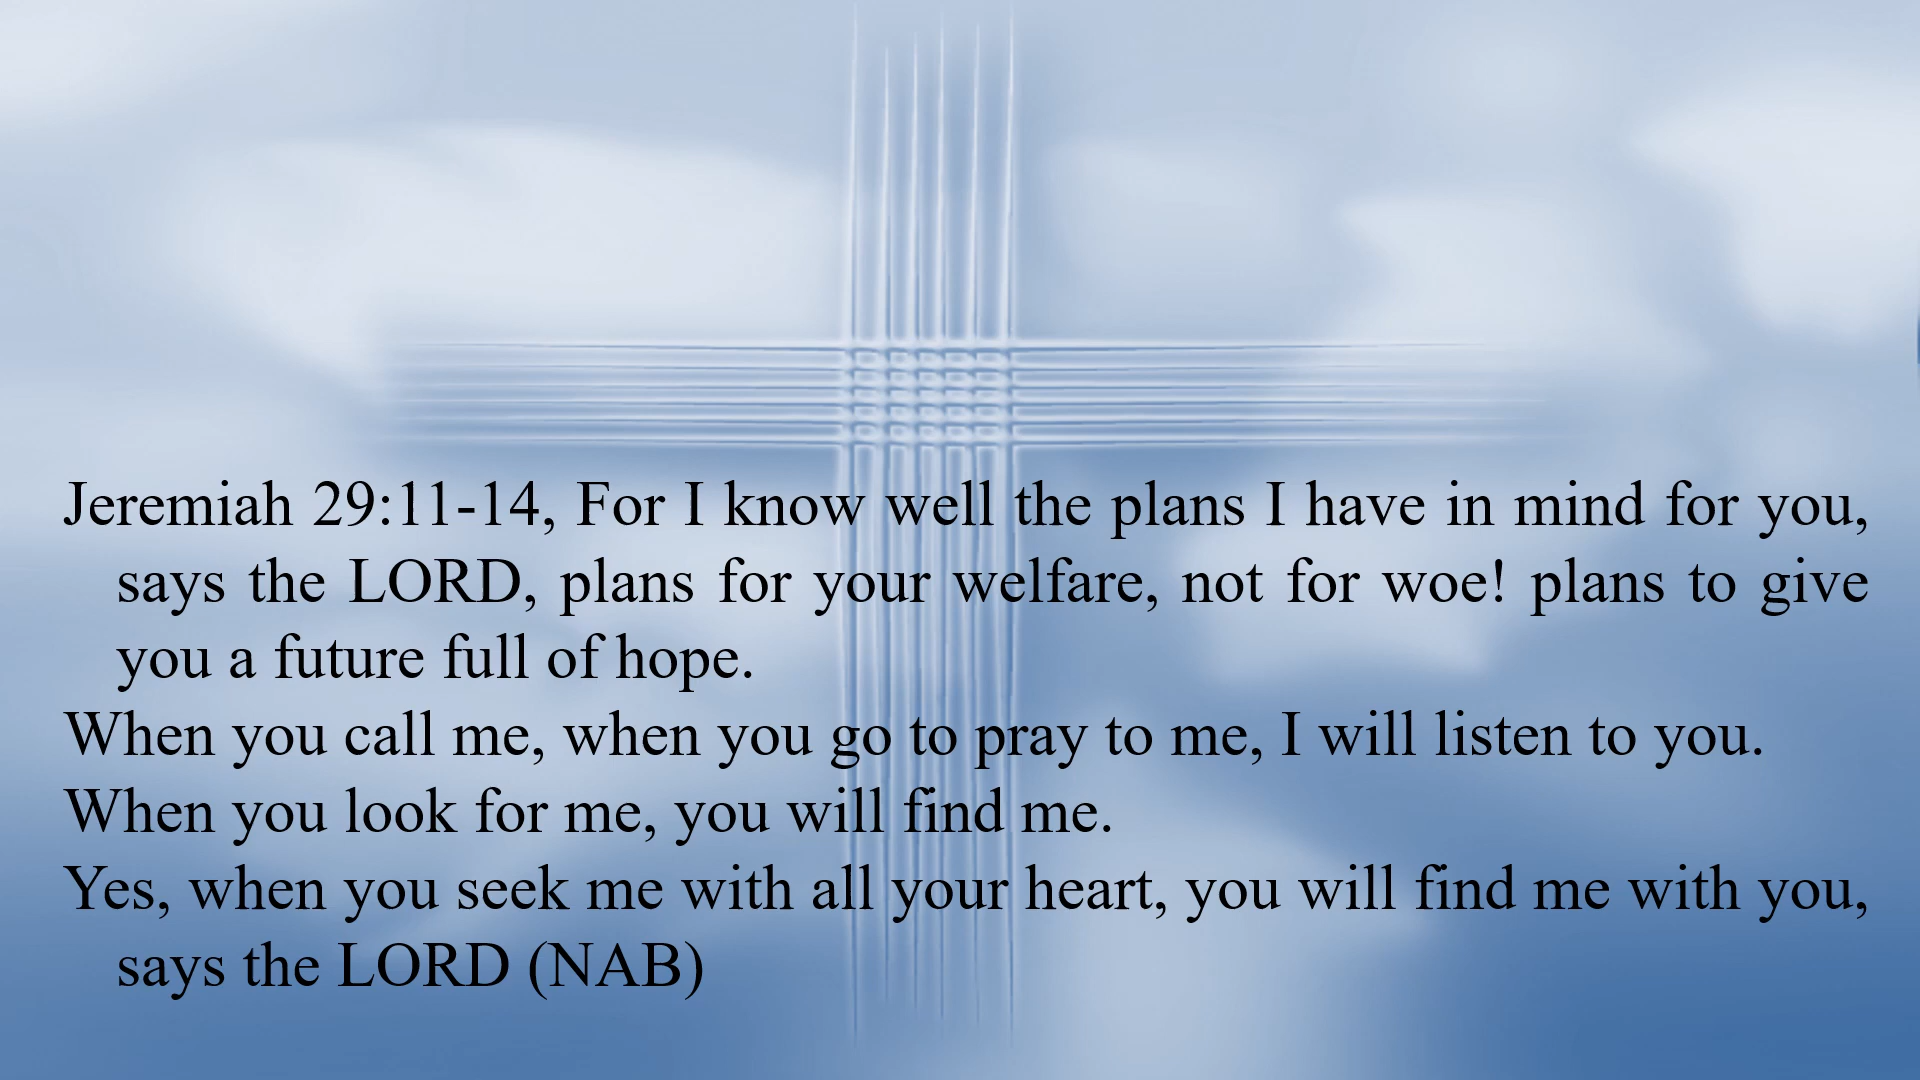 Jeremiah 29:11-14, For I know well the plans I have in mind for you,
says the LORD, plans for your welfare, not for woe! plans to give
you a future full of hope.
When you call me, when you go to pray to me, I will listen to you.
When you look for me, you will find me.
Yes, when you seek me with all your heart, you will find me with you,
says the LORD (NAB)